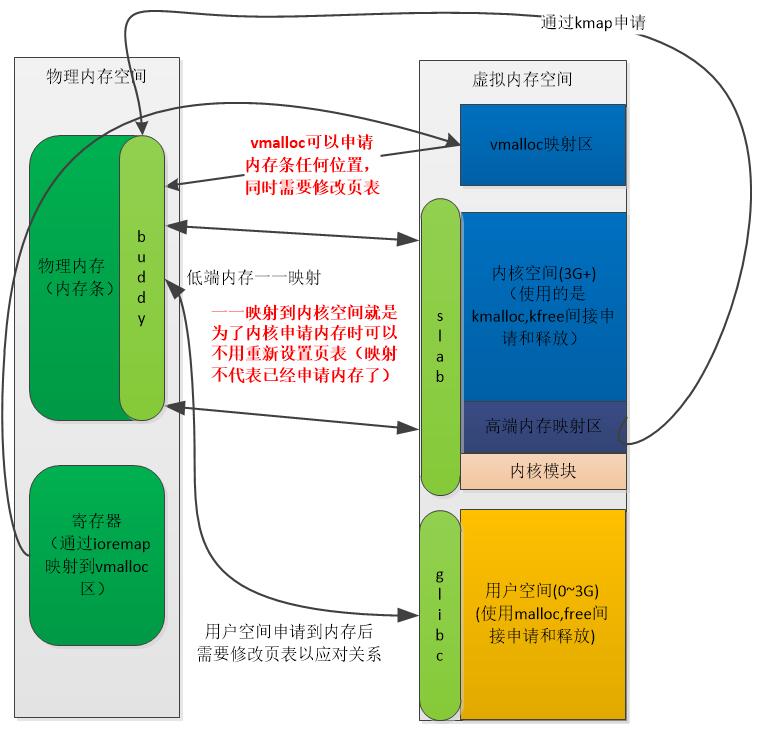 通过kmap申请
物理内存空间
虚拟内存空间
vmalloc可以申请
内存条任何位置，
同时需要修改页表
vmalloc映射区
物理内存
（内存条）
buddy
低端内存一一映射
一一映射到内核空间就是
为了内核申请内存时可以
不用重新设置页表（映射
不代表已经申请内存了）
slab
内核空间(3G+)
（使用的是
kmalloc,kfree间接申
请和释放）
高端内存映射区
内核模块
寄存器
（通过ioremap
映射到vmalloc
区）
用户空间申请到内存后
需要修改页表以应对关系
glibc
用户空间(0~3G)
(使用malloc,free间
接申请和释放)